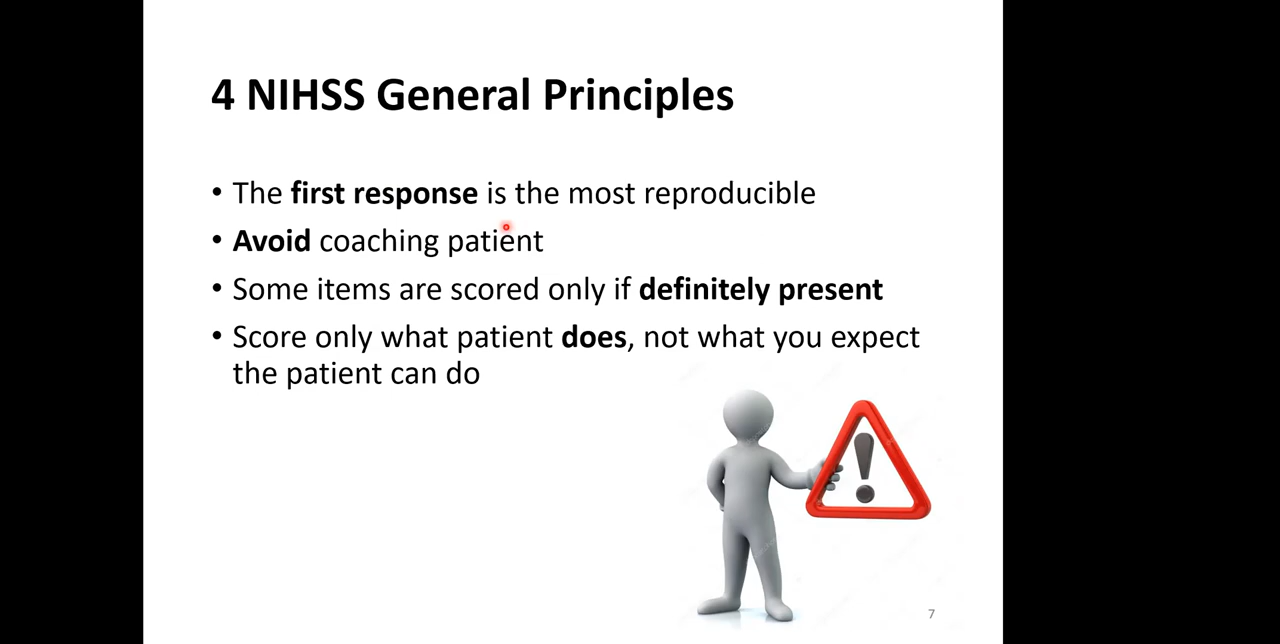 4 NIHSS General Principles
• The first response is the most reproducible
• Avoid coaching patient
• Some items are scored only if definitely present
• Score only what patient does, not what you expect
the patient can do
7